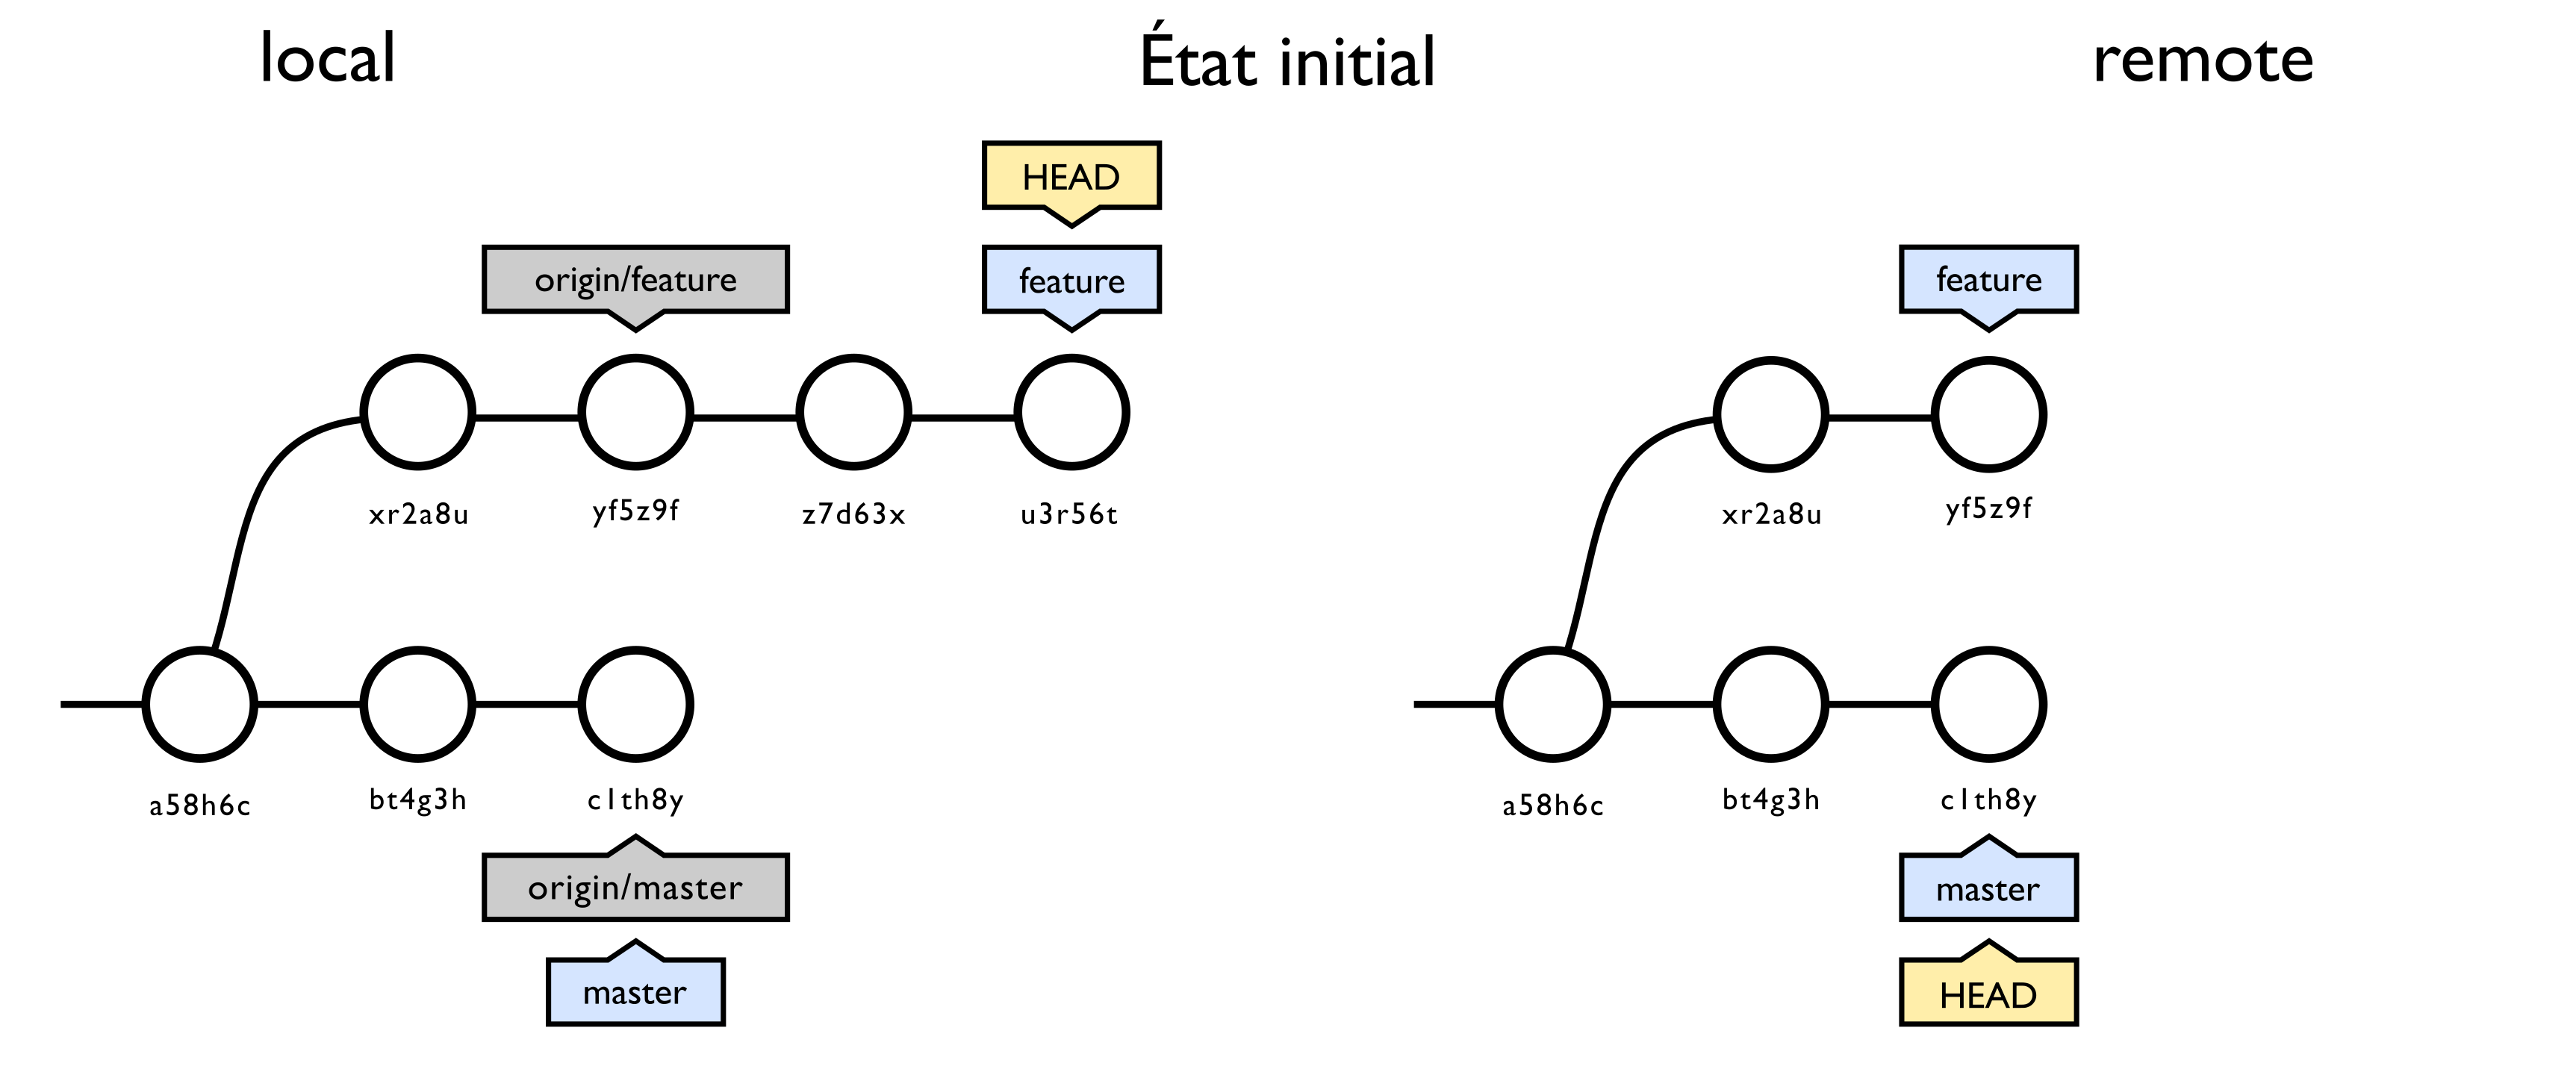 local
État initial
remote
HEAD
origin/feature
feature
feature
xr2a8u
yf5z9f
z7d63x
u3r56t
xr2a8u
yf5z9f
a58h6c
bt4g3h
c1th8y
a58h6c
bt4g3h
c1th8y
origin/master
master
master
HEAD